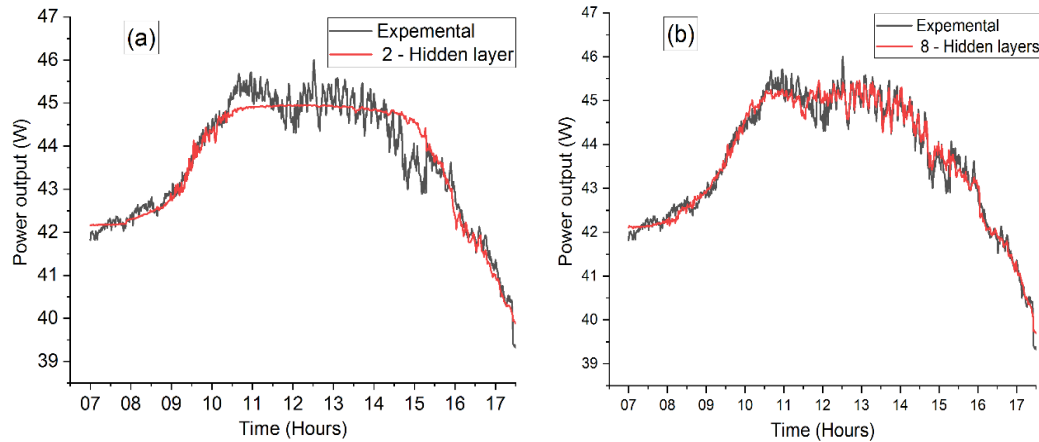 (a)
Expemental
2 - Hidden layer
47
46
45
44
43
42
41
40
39
Power output (W)
07 08 09 10 11 12 13 14 15 16 17
Time (Hours)
(b)
Expemental
8 - Hidden layers
47
46
45
44
43
42
41
40
39
Power output (W)
07 08 09 10 11 12 13 14 15 16 17
Time (Hours)